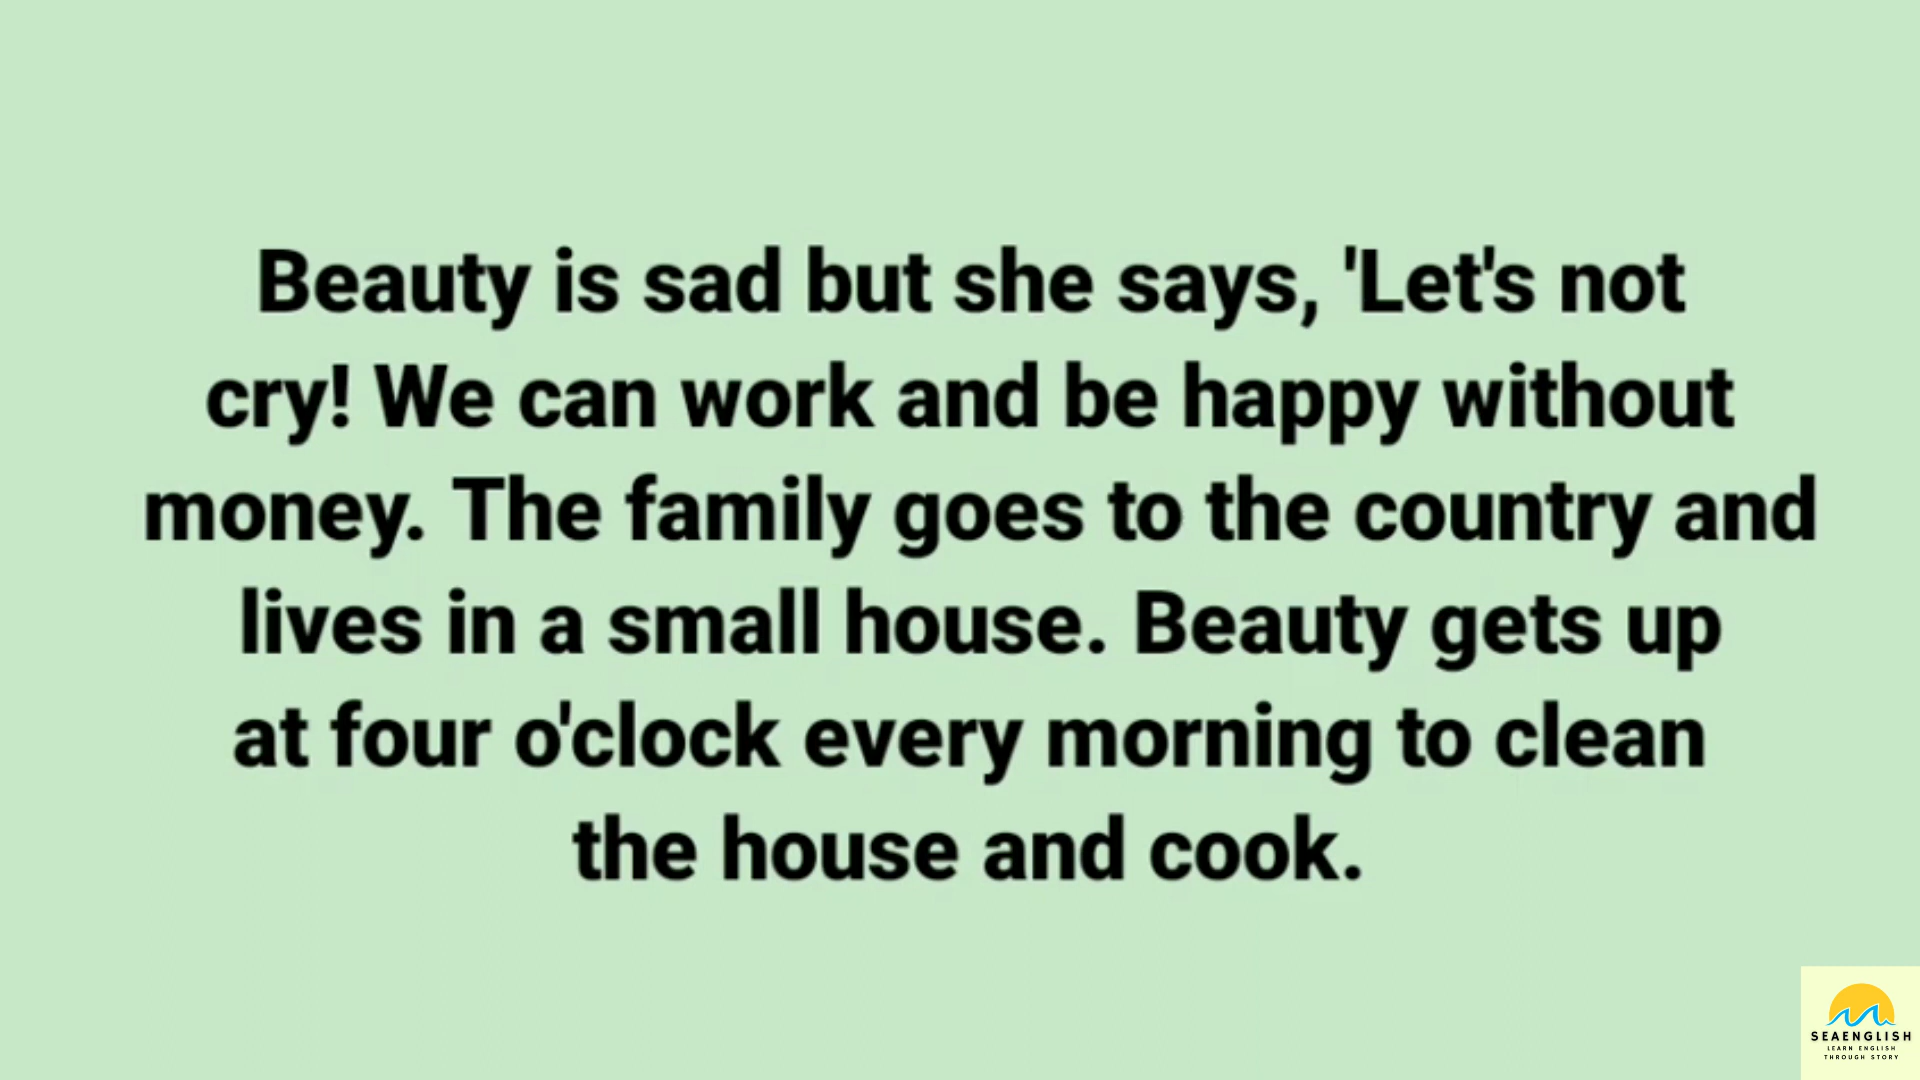 Beauty is sad but she says, 'Let's not
cry! We can work and be happy without
money. The family goes to the country and
lives in a small house. Beauty gets up
at four o'clock every morning to clean
the house and cook.
SEAENGLISH
LEARN ENGLISH
THROUGH STORY